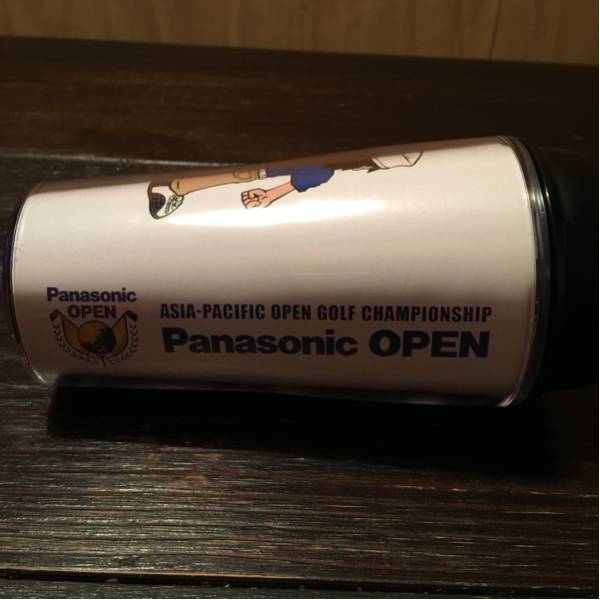 Panasonic
OPEN
ASIA-PACIFIC OPEN GOLF CHAMPIONSHIP
Panasonic OPEN